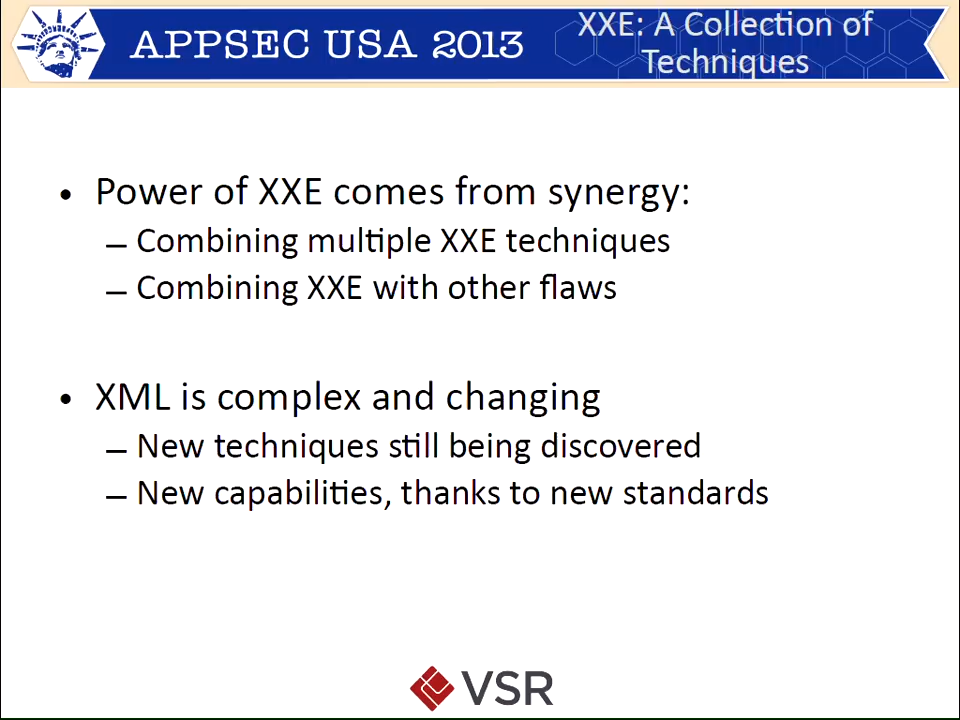 APPSEC USA 2013
XXE: A Collection of
Techniques
• Power of XXE comes from synergy:
– Combining multiple XXE techniques
– Combining XXE with other flaws
• XML is complex and changing
– New techniques still being discovered
– New capabilities, thanks to new standards
VSR